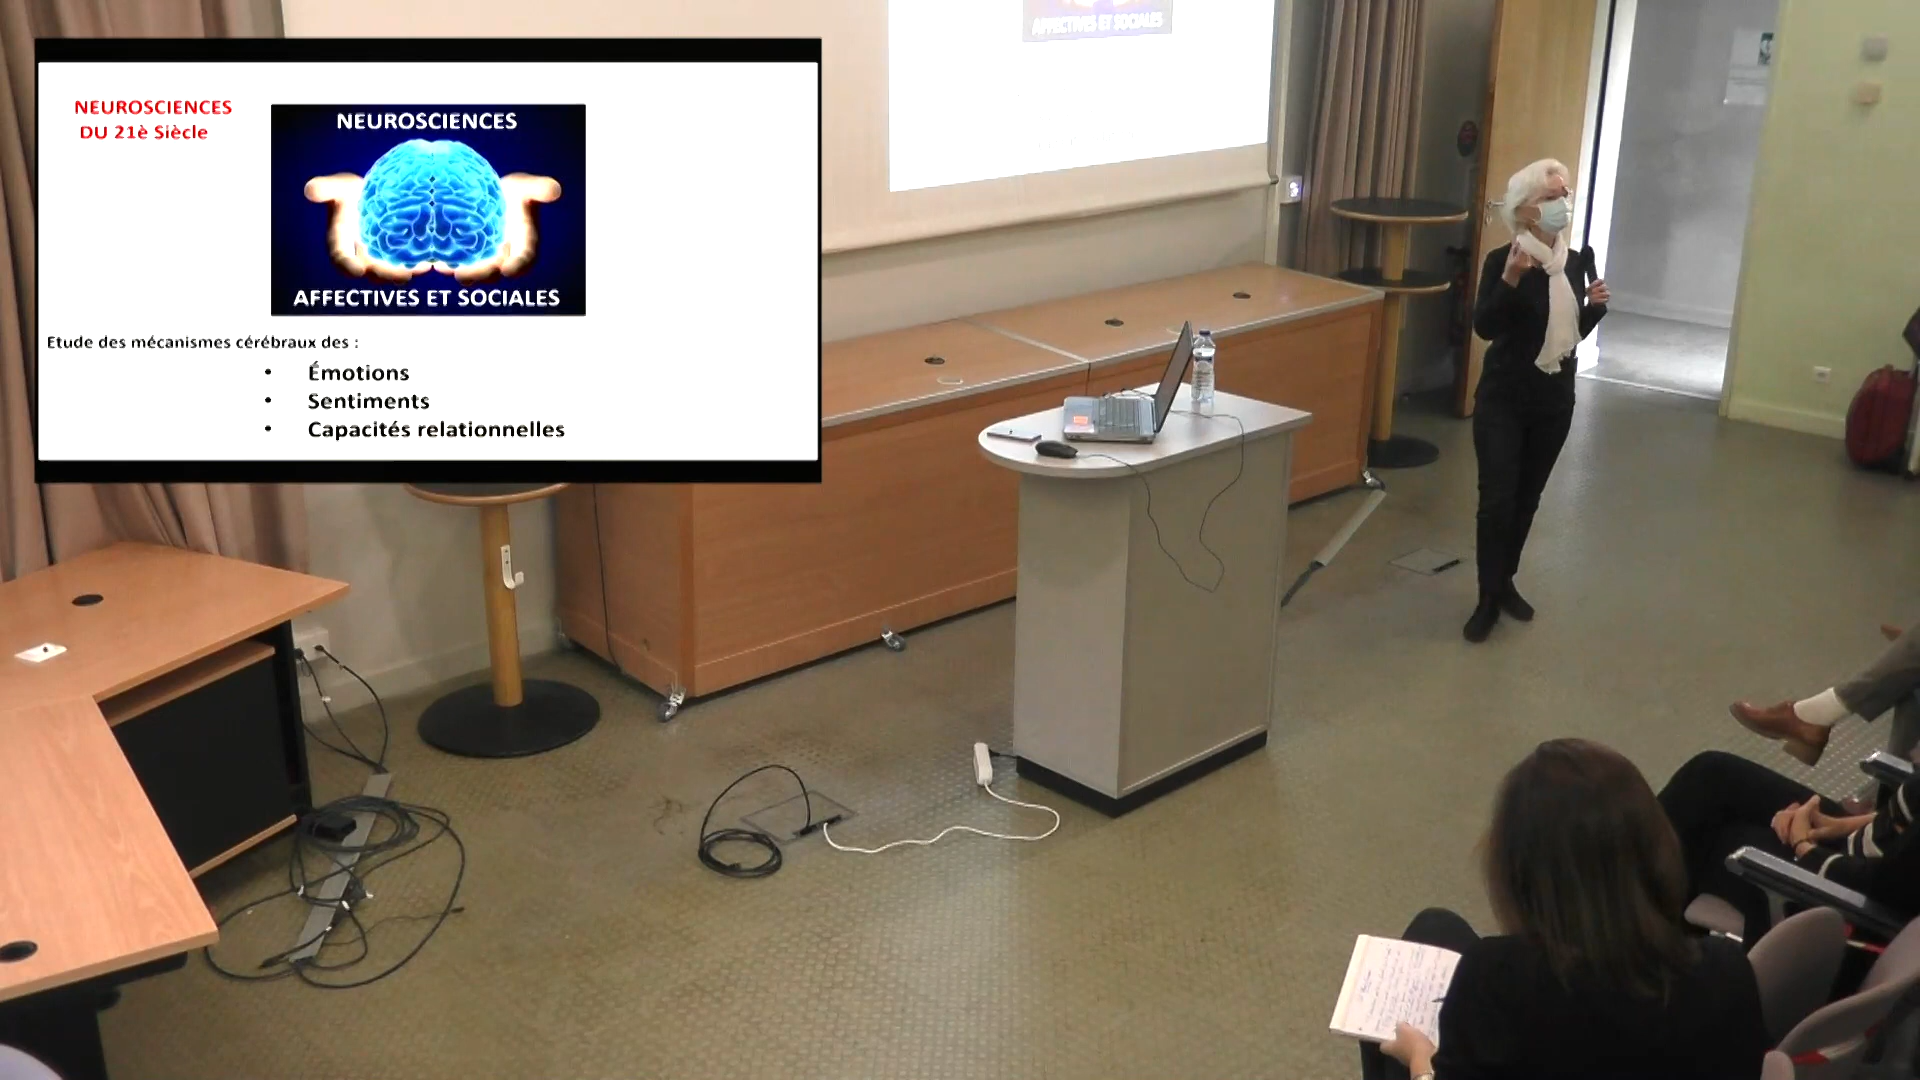 NEUROSCIENCES
DU 21è Siècle
NEUROSCIENCES
AFFECTIVES ET SOCIALES
Etude des mécanismes cérébraux des :
• Émotions
• Sentiments
• Capacités relationnelles
AFFECTIVES ET SOCIALES